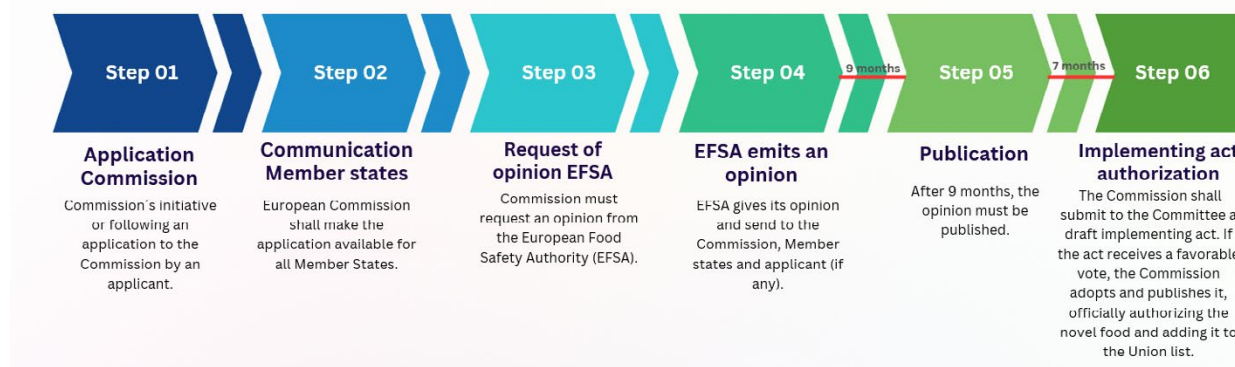 Step 01
Step 02
Step 03
Step 04
9 months
Step 05
7 months
Step 06
Application
Commission
Commission´s initiative
or following an
application to the
Commission by an
applicant.
Communication
Member states
European Commission
shall make the
application available for
all Member States.
Request of
opinion EFSA
Commission must
request an opinion from
the European Food
Safety Authority (EFSA).
EFSA emits an
opinion
EFSA gives its opinion
and send to the
Commission, Member
states and applicant (if
any).
Publication
After 9 months, the
opinion must be
published.
Implementing act
authorization
The Commission shall
submit to the Committee a
draft implementing act. If
the act receives a favorable
vote, the Commission
adopts and publishes it,
officially authorizing the
novel food and adding it to
the Union list.